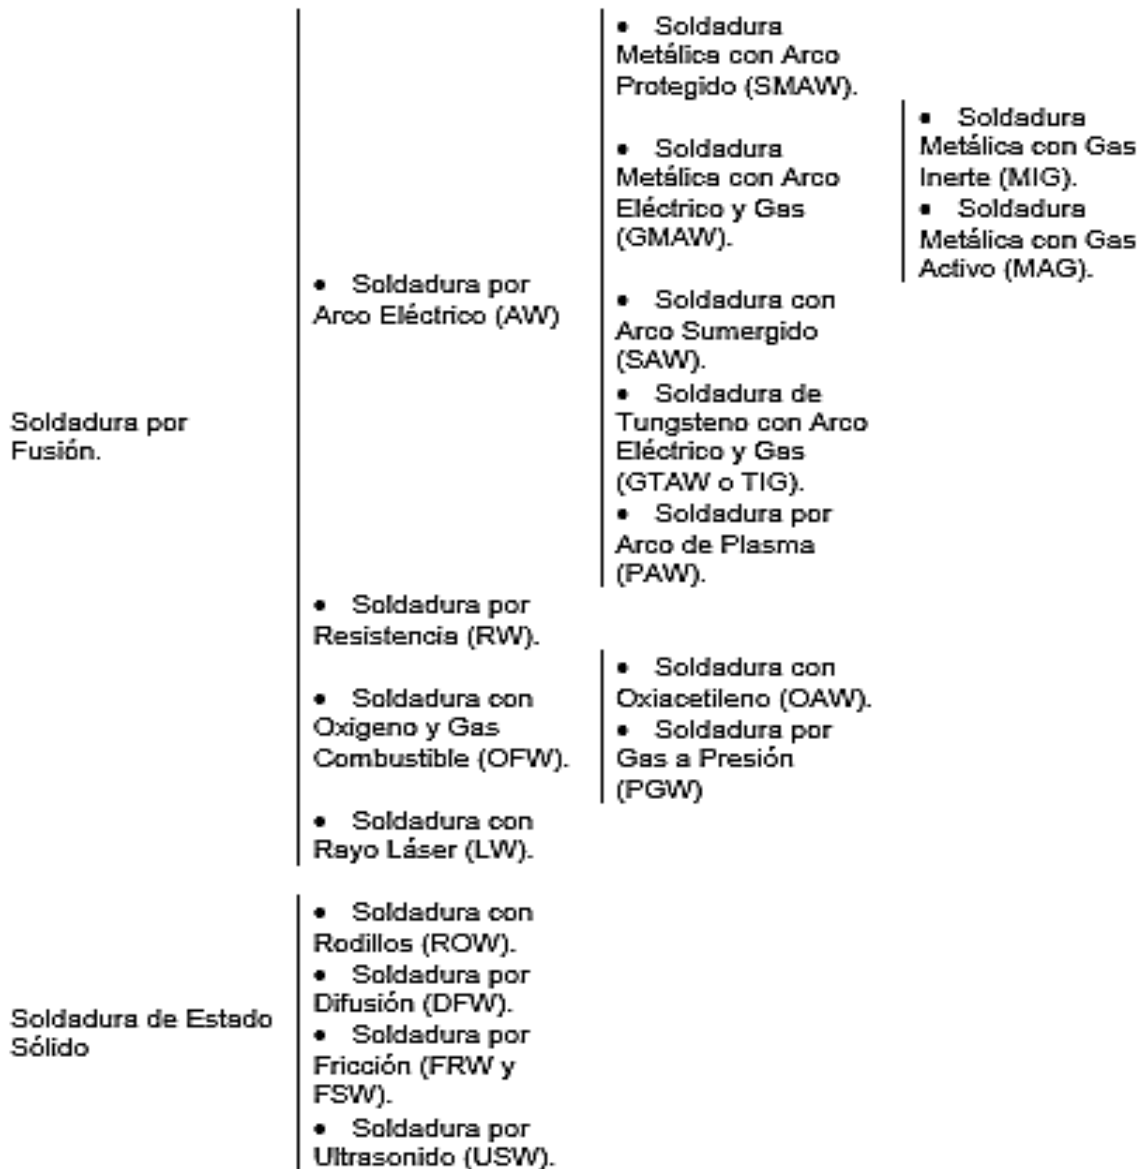 Soldadura por
Fusión.
• Soldadura por
Arco Eléctrico (AW)
• Soldadura
Metálica con Arco
Protegido (SMAW).
• Soldadura
Metálica con Arco
Eléctrico y Gas
(GMAW).
• Soldadura
Metálica con Gas
Inerte (MIG).
• Soldadura
Metálica con Gas
Activo (MAG).
• Soldadura con
Arco Sumergido
(SAW).
• Soldadura de
Tungsteno con Arco
Eléctrico y Gas
(GTAW o TIG).
• Soldadura por
Arco de Plasma
(PAW).
• Soldadura por
Resistencia (RW).
• Soldadura con
Oxigeno y Gas
Combustible (OFW).
• Soldadura con
Oxiacetileno (OAW).
• Soldadura por
Gas a Presión
(PGW)
• Soldadura con
Rayo Láser (LW).
Soldadura de Estado
Sólido
• Soldadura con
Rodillos (ROW).
• Soldadura por
Difusión (DFW).
• Soldadura por
Fricción (FRW y
FSW).
• Soldadura por
Ultrasonido (USW).